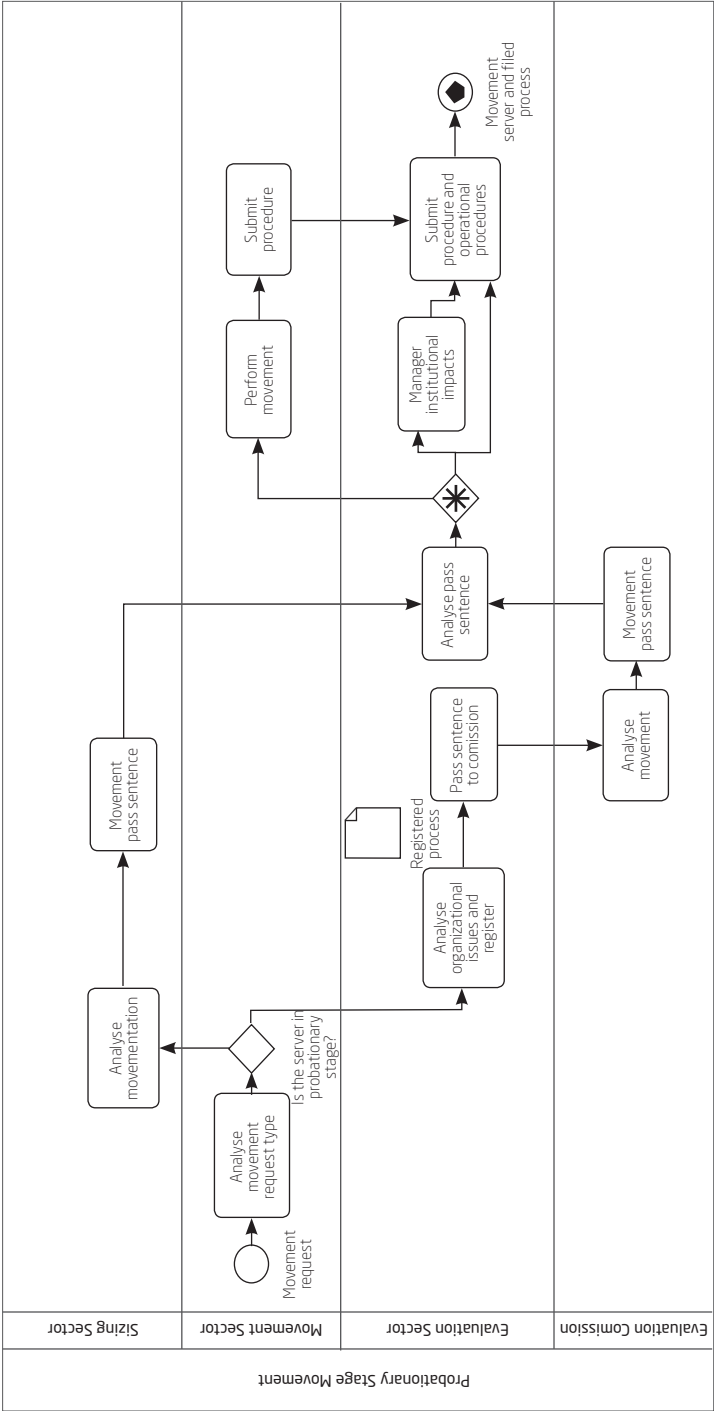 Probationary Stage Movement
Sizing Sector
Movement Sector
Evaluation Sector
Evaluation Comission
Movement
request
Analyse
movement
request type
Is the server in
probationary
stage?
Analyse
movementation
Movement
pass sentence
Analyse
organizational
issues and
register
Registered
process
Pass sentence
to comission
Analyse
movement
Movement
pass sentence
Analyse pass
sentence
Perform
movement
Submit
procedure
Manager
institutional
impacts
Submit
procedure and
operational
procedures
Movement
server and filed
process